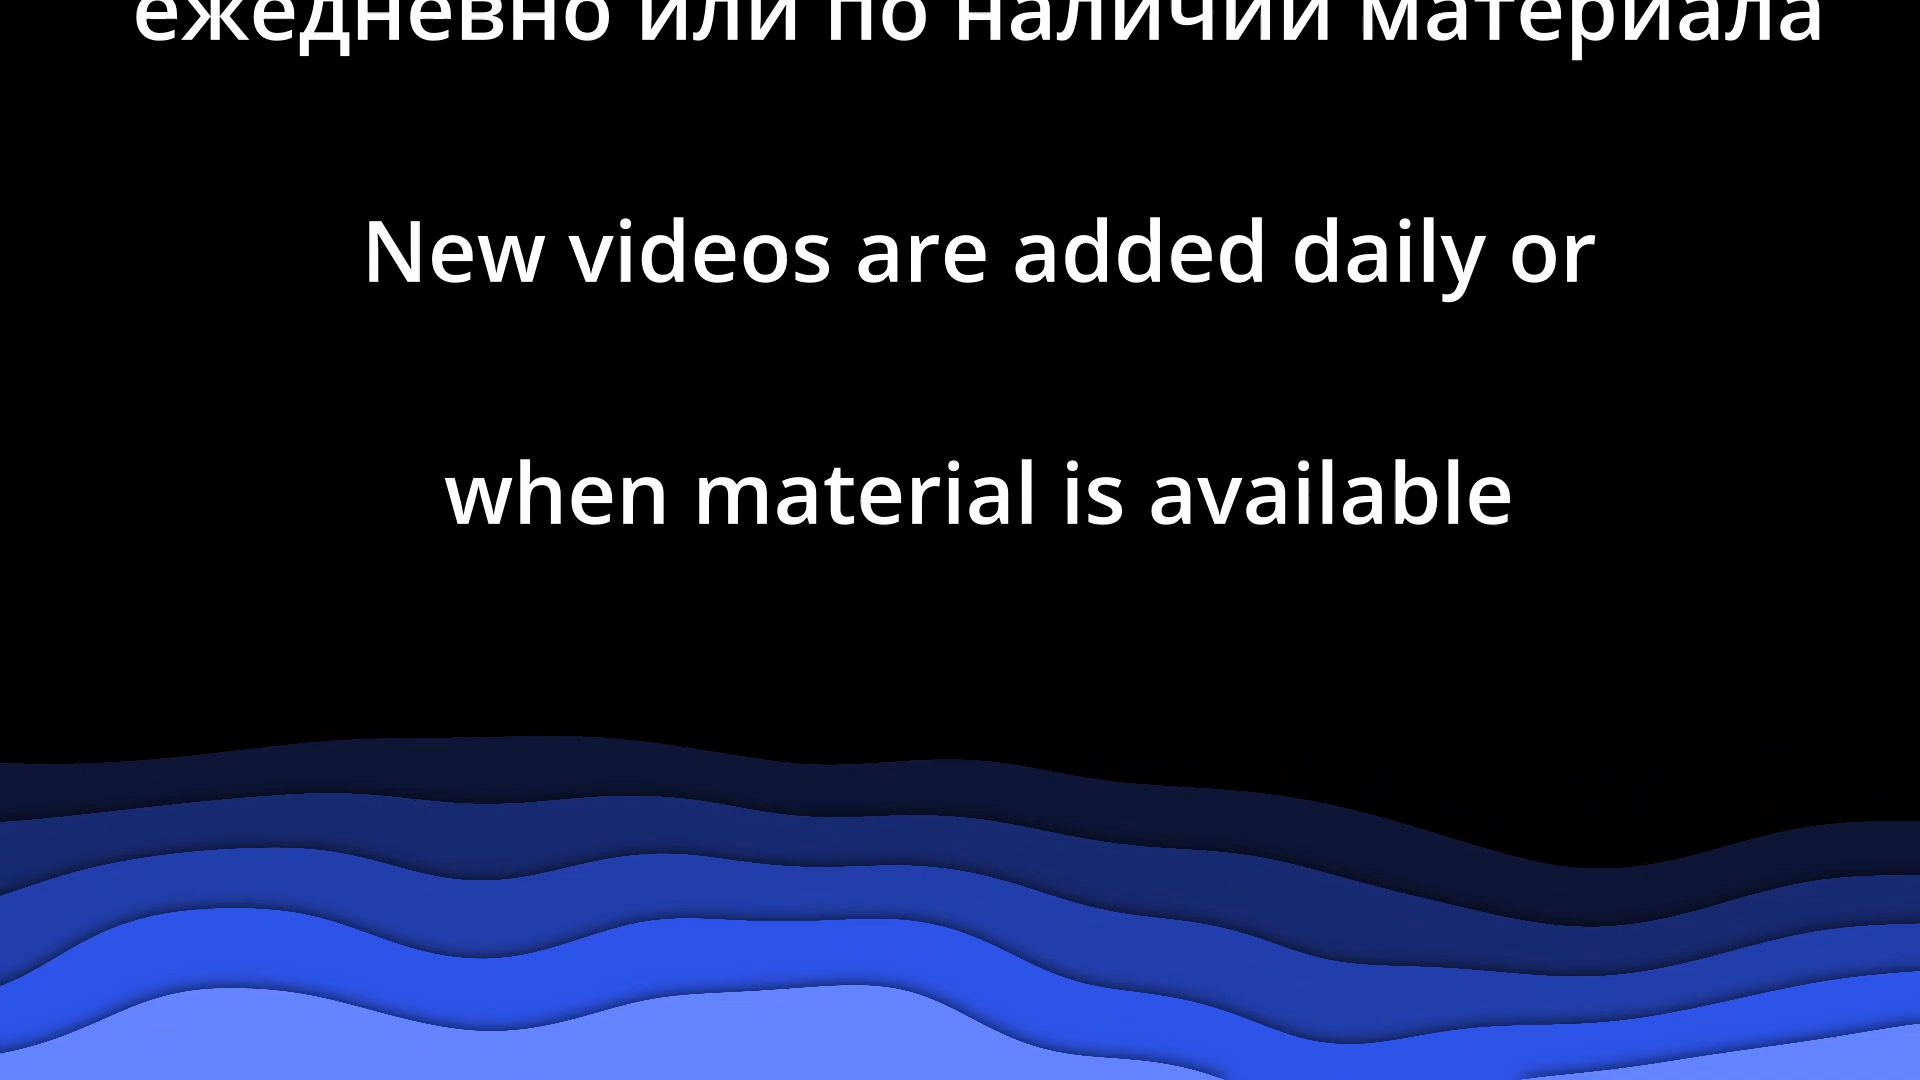 ежедневно или по наличии материала
New videos are added daily or
when material is available